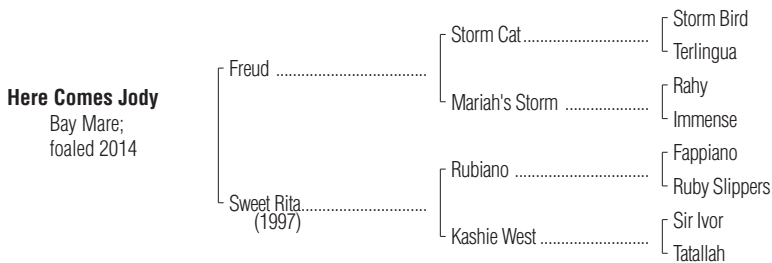 Here Comes Jody
Bay Mare;
foaled 2014
Freud ....................................
Sweet Rita..............................
(1997)
Storm Cat..............................
Mariah's Storm ....................
Rubiano ................................
Kashie West ..........................
Storm Bird
Terlingua
Rahy
Immense
Fappiano
Ruby Slippers
Sir Ivor
Tatallah